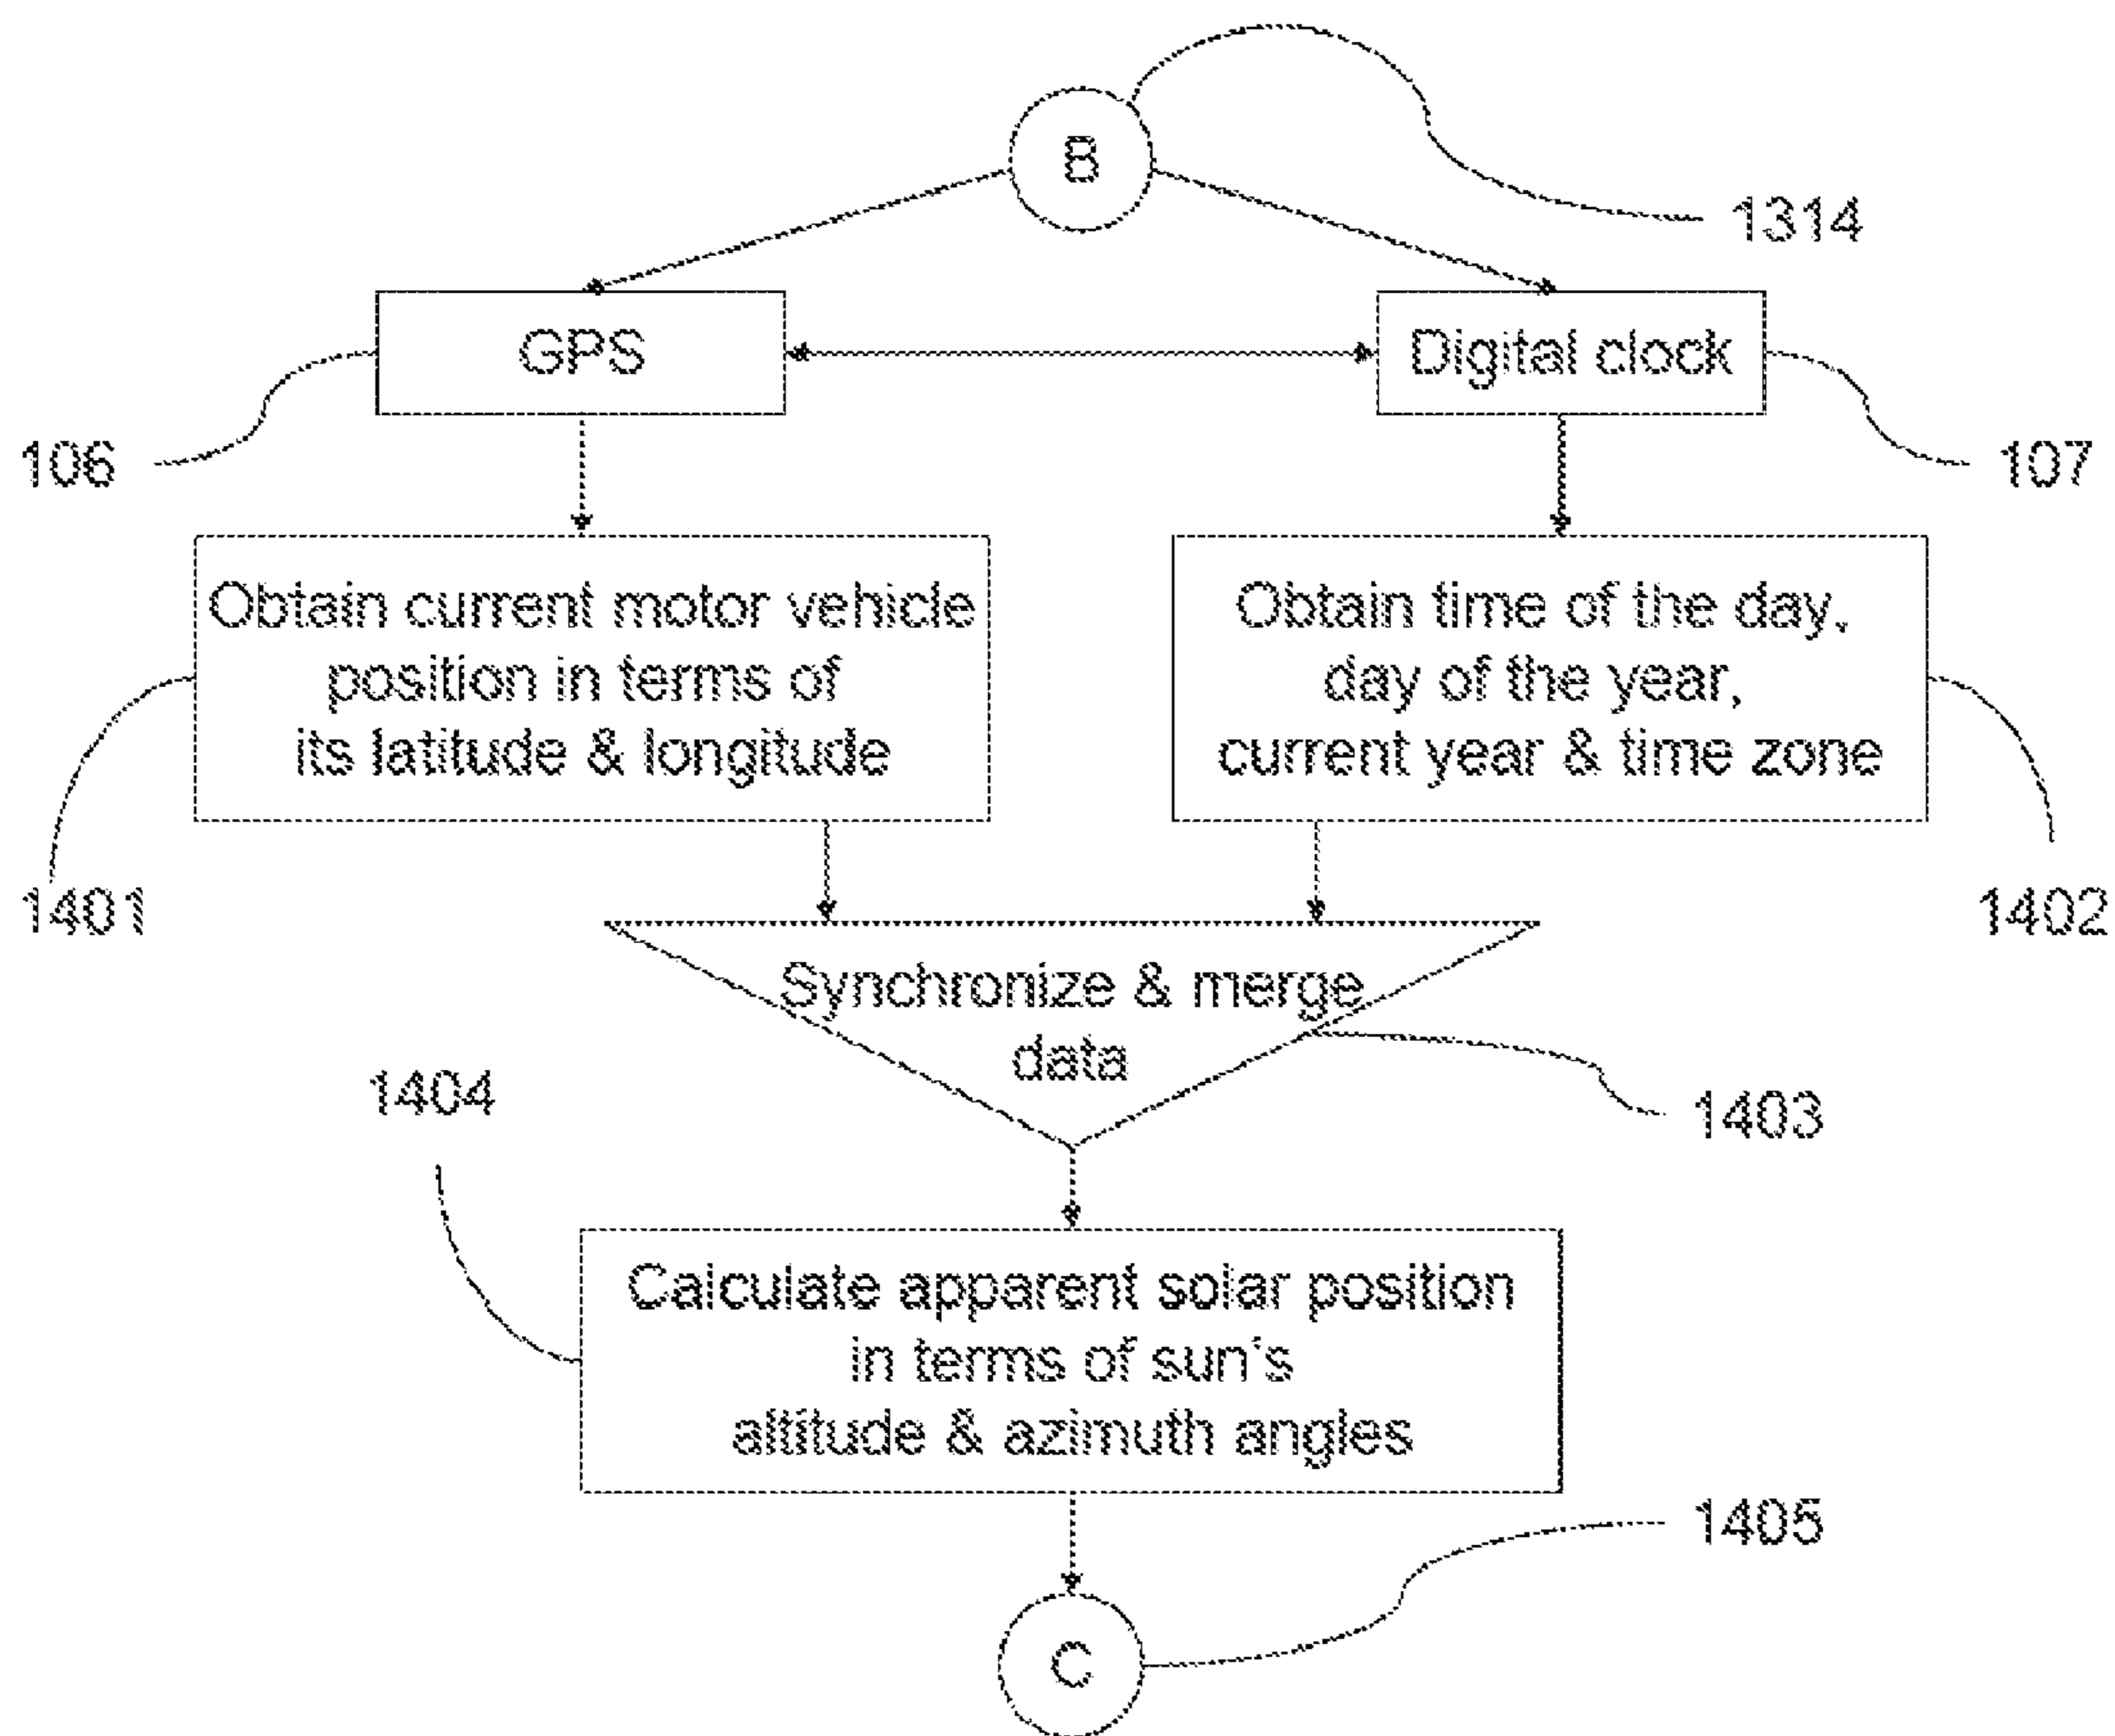 B
1314
GPS
Digital clock
106
107
Obtain current motor vehicle
position in terms of
its latitude & longitude
Obtain time of the day,
day of the year,
current year & time zone
1401
1402
Synchronize & merge
data
1403
1404
Calculate apparent solar position
in terms of sun's
altitude & azimuth angles
1405
C